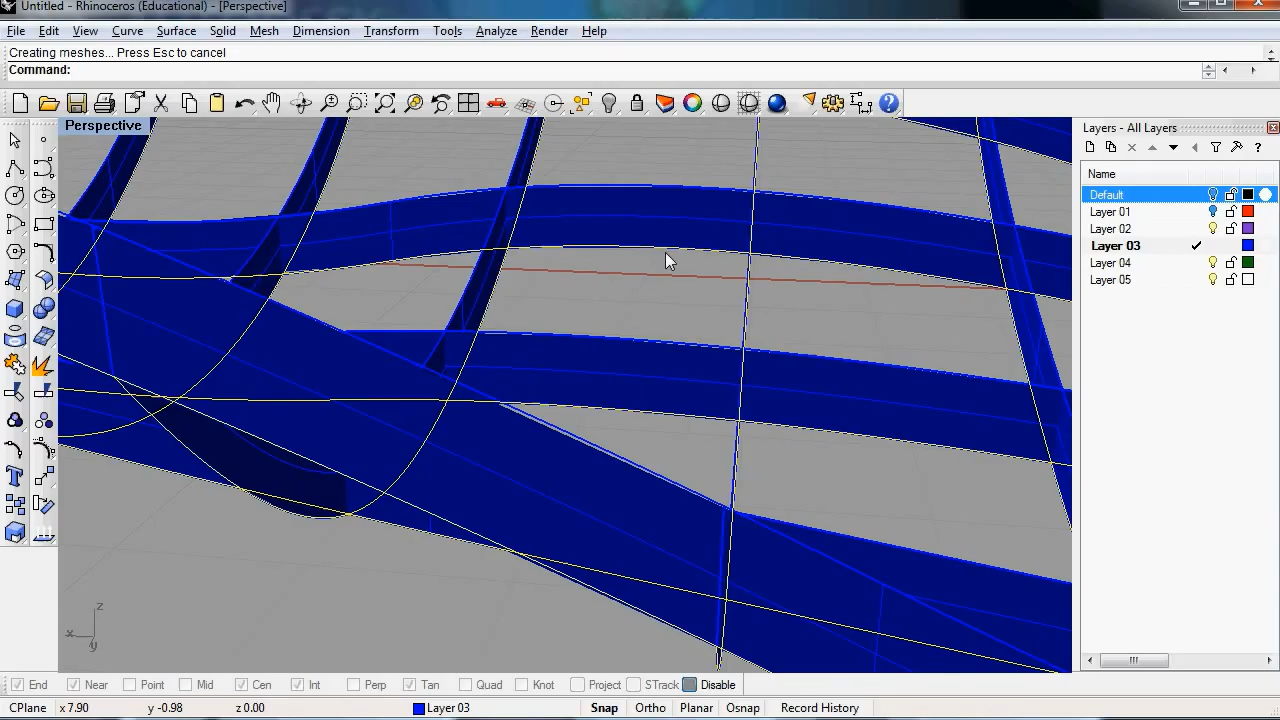 Untitled - Rhinoceros (Educational) - [Perspective]
File Edit View Curve Surface Solid Mesh Dimension Transform Tools Analyze Render Help
Creating meshes... Press Esc to cancel
Command:
Perspective
Layers - All Layers
Name
Default
Layer 01
Layer 02
Layer 03
Layer 04
Layer 05
z
x
y
End Near Point Mid Cen Int Perp Tan Quad Knot Project STrack Disable
CPlane x 7.90 y -0.98 z 0.00 Layer 03 Snap Ortho Planar Osnap Record History